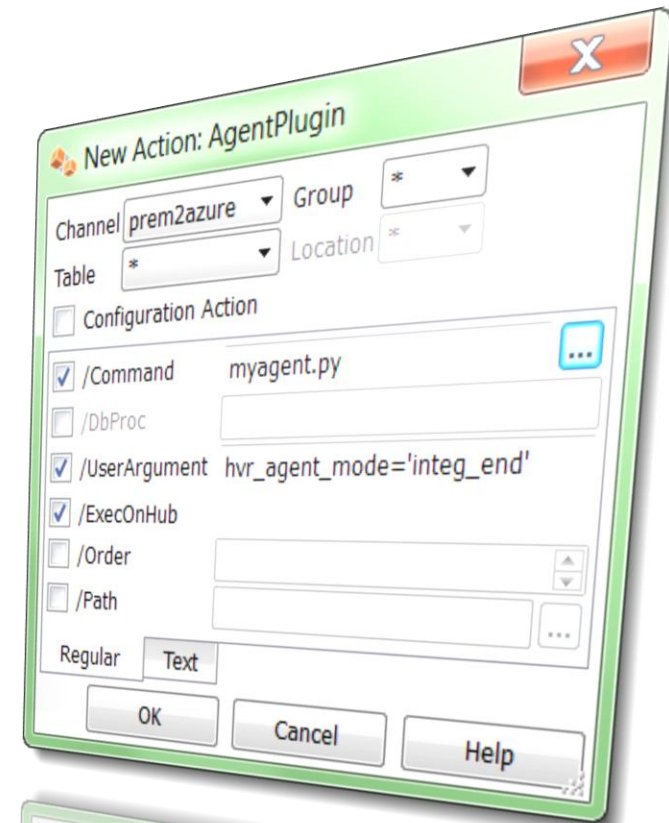 New Action: AgentPlugin
X
Channel prem2azure Group *
Table * Location *
Configuration Action
/Command myagent.py ...
/DbProc
/UserArgument hvr_agent_mode='integ_end'
/ExecOnHub
/Order
/Path ...
Regular Text
OK Cancel Help